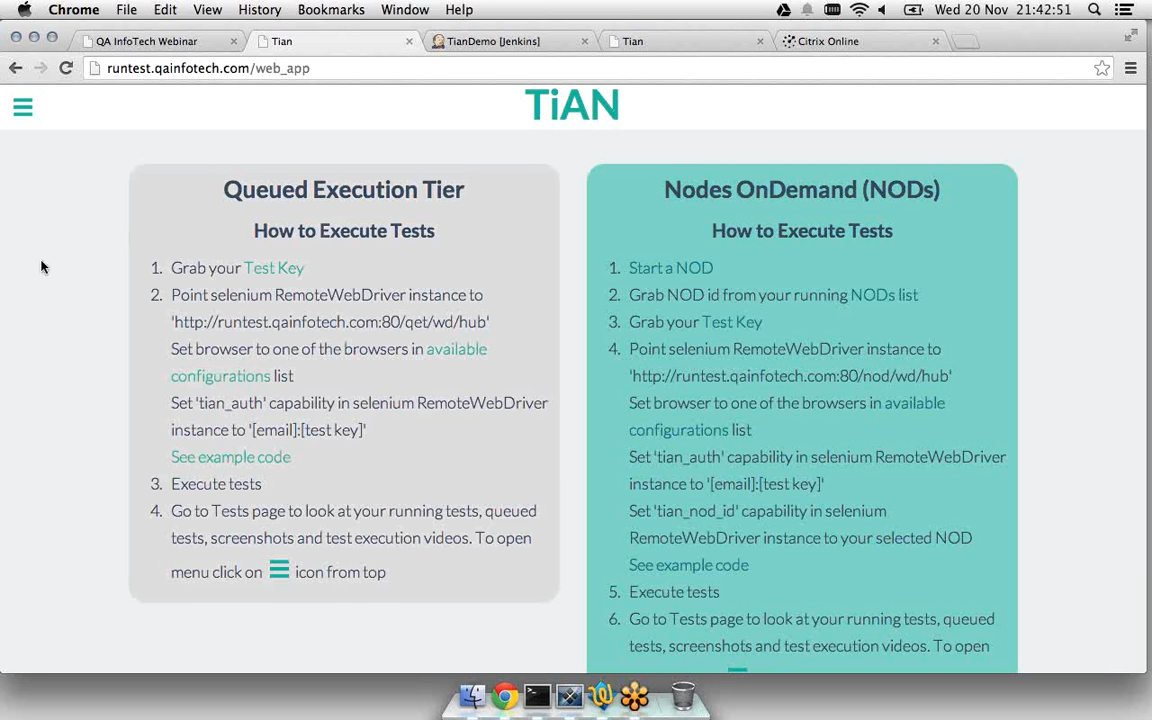 Chrome File Edit View History Bookmarks Window Help Wed 20 Nov 21:42:51
QA InfoTech Webinar Tian TianDemo [Jenkins] Tian Citrix Online
runtest.qainfotech.com/web_app
TiAN
Queued Execution Tier
How to Execute Tests
1. Grab your Test Key
2. Point selenium RemoteWebDriver instance to
'http://runtest.qainfotech.com:80/qet/wd/hub'
Set browser to one of the browsers in available
configurations list
Set 'tian_auth' capability in selenium RemoteWebDriver
instance to '[email]:[test key]'
See example code
3. Execute tests
4. Go to Tests page to look at your running tests, queued
tests, screenshots and test execution videos. To open
menu click on icon from top
Nodes OnDemand (NODs)
How to Execute Tests
1. Start a NOD
2. Grab NOD id from your running NODs list
3. Grab your Test Key
4. Point selenium RemoteWebDriver instance to
'http://runtest.qainfotech.com:80/nod/wd/hub'
Set browser to one of the browsers in available
configurations list
Set 'tian_auth' capability in selenium RemoteWebDriver
instance to '[email]:[test key]'
Set 'tian_nod_id' capability in selenium
RemoteWebDriver instance to your selected NOD
See example code
5. Execute tests
6. Go to Tests page to look at your running tests, queued
tests, screenshots and test execution videos. To open